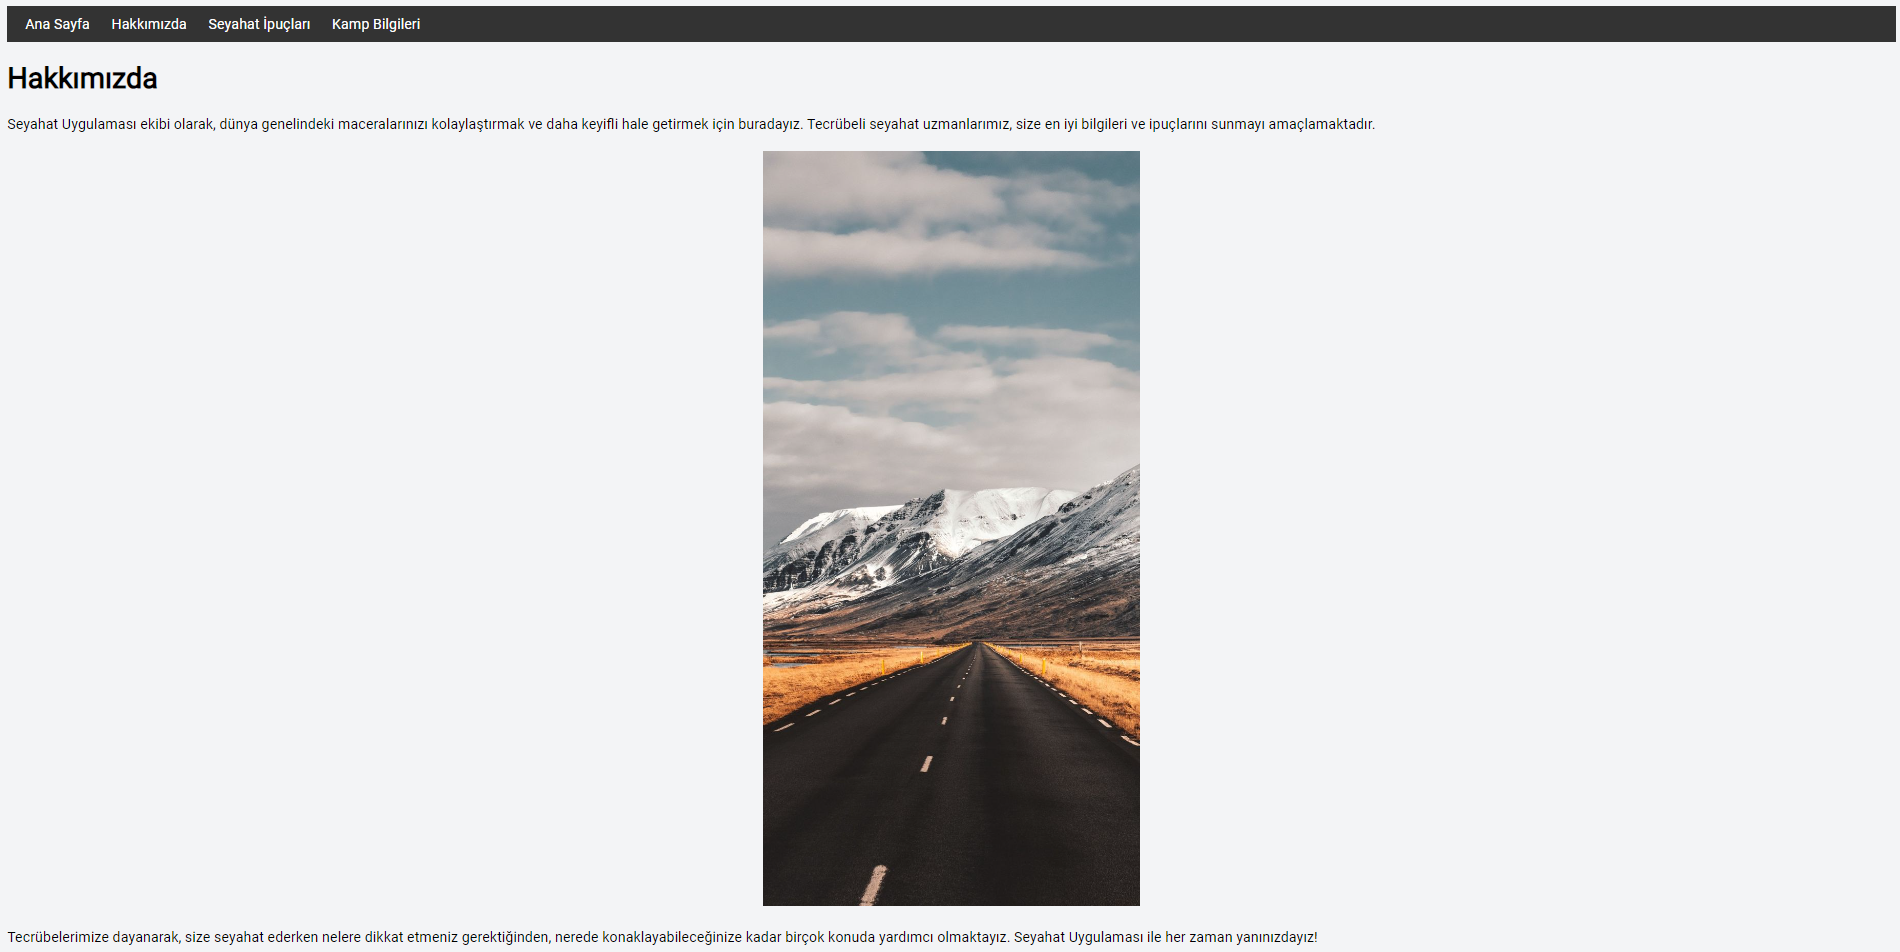 Ana Sayfa Hakkımızda Seyahat İpuçları Kamp Bilgileri
Hakkımızda
Seyahat Uygulaması ekibi olarak, dünya genelindeki maceralarınızı kolaylaştırmak ve daha keyifli hale getirmek için buradayız. Tecrübeli seyahat uzmanlarımız, size en iyi bilgileri ve ipuçlarını sunmayı amaçlamaktadır.
Tecrübelerimize dayanarak, size seyahat ederken nelere dikkat etmeniz gerektiğinden, nerede konaklayabileceğinize kadar birçok konuda yardımcı olmaktayız. Seyahat Uygulaması ile her zaman yanınızdayız!